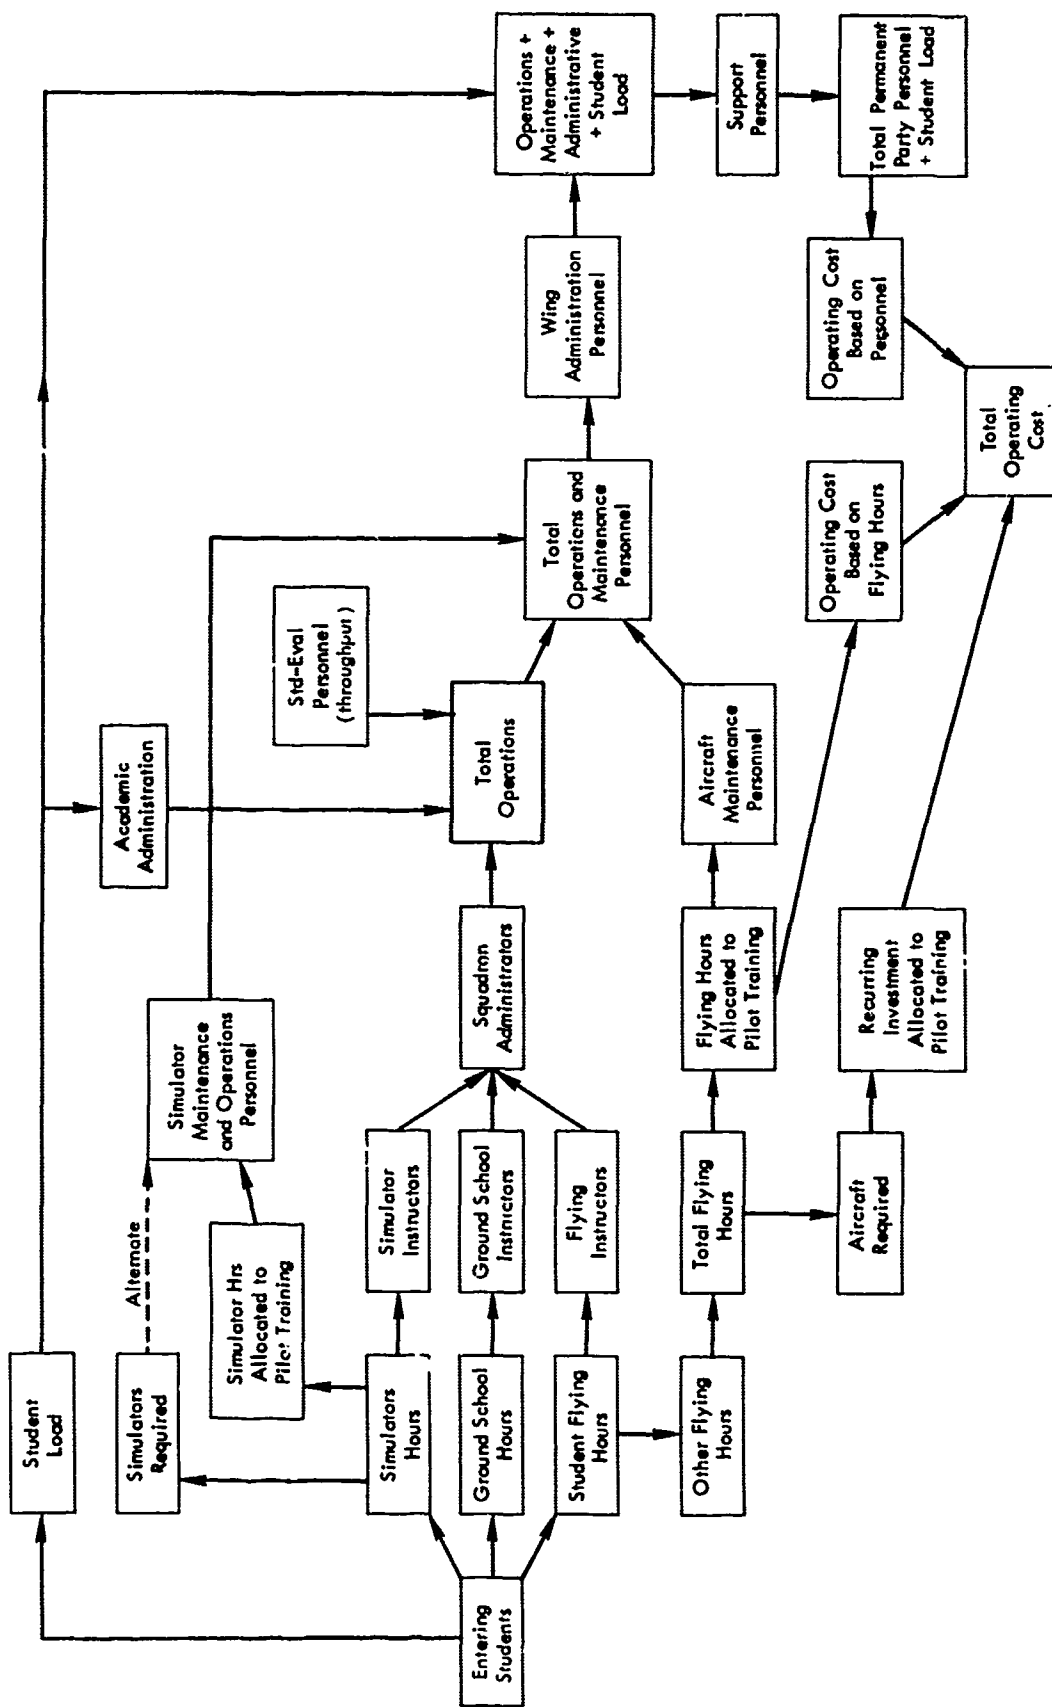 Entering
Students
Student
Load
Simulators
Required
Alternate
Simulator Hrs
Allocated to
Pilot Training
Simulators
Hours
Ground School
Hours
Student Flying
Hours
Other Flying
Hours
Simulator
Maintenance
and Operations
Personnel
Simulator
Instructors
Ground School
Instructors
Flying
Instructors
Total Flying
Hours
Aircraft
Required
Academic
Administration
Squadron
Administrators
Flying Hours
Allocated to
Pilot Training
Recurring
Investment
Allocated to
Pilot Training
Std-Eval
Personnel
(throughput)
Total
Operations
Aircraft
Maintenance
Personnel
Total
Operations and
Maintenance
Personnel
Operating Cost
Based on
Flying Hours
Wing
Administration
Personnel
Operating Cost
Based on
Personnel
Total
Operating
Cost
Operations +
Maintenance +
Administrative
+ Student
Load
Support
Personnel
Total Permanent
Party Personnel
+ Student Load